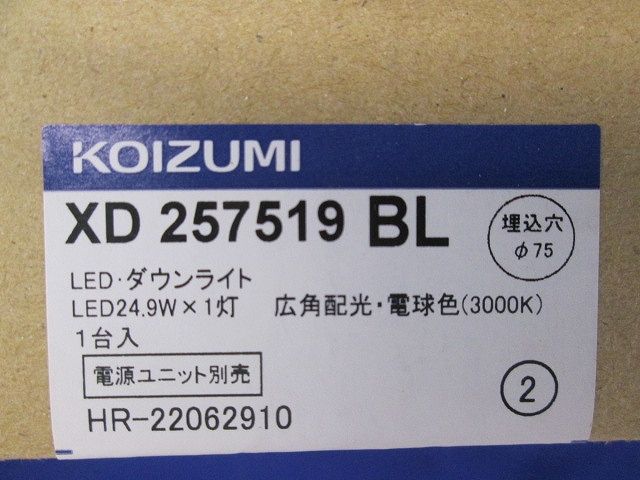 KOIZUMI
XD 257519 BL
埋込穴
φ75
LED・ダウンライト
LED24.9W×1灯 広角配光・電球色(3000K)
1台入
電源ユニット別売
②
HR-22062910